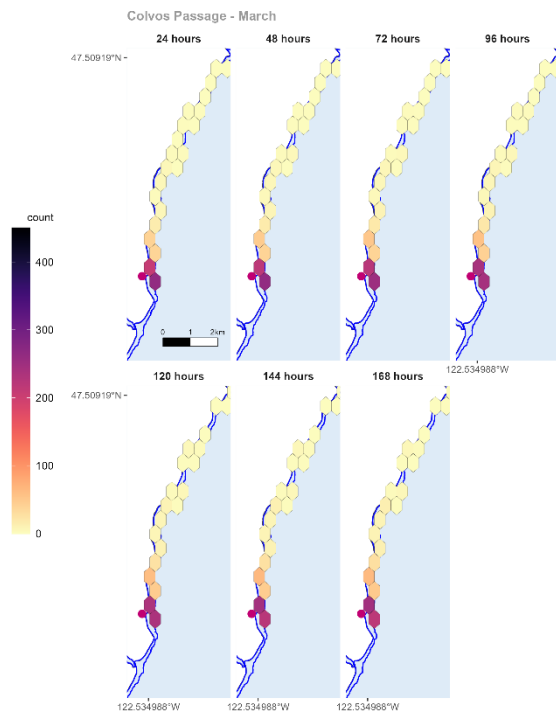 Colvos Passage - March
24 hours
48 hours
72 hours
96 hours
47.50919°N
count
400
300
200
100
0
0 1 2km
122.534988°W
120 hours
144 hours
168 hours
47.50919°N
122.534988°W
122.534988°W
122.534988°W